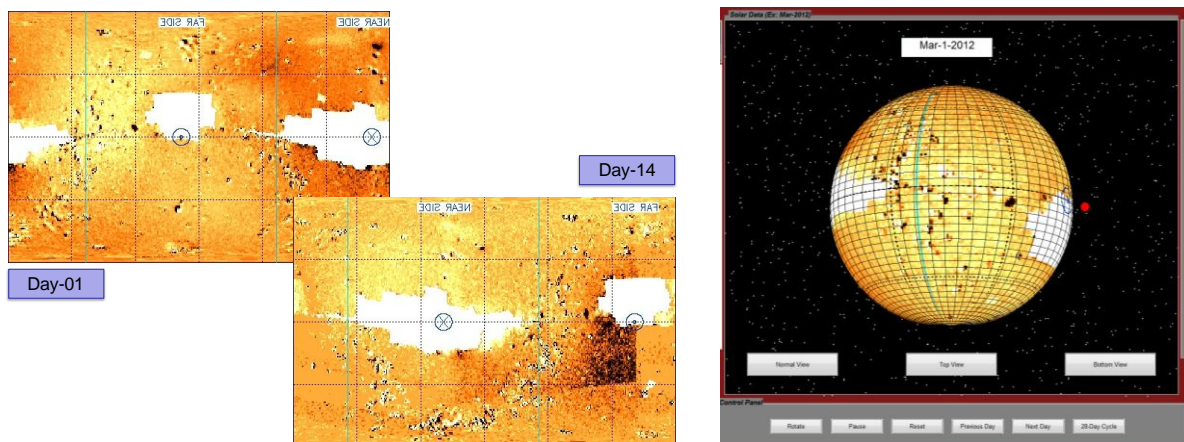 FAR SIDE
NEAR SIDE
Day-01
Day-14
NEAR SIDE
FAR SIDE
Solar Data (Ex: Mar-2012)
Mar-1-2012
Normal View
Top View
Bottom View
Control Panel
Rotate
Pause
Reset
Previous Day
Next Day
28-Day Cycle